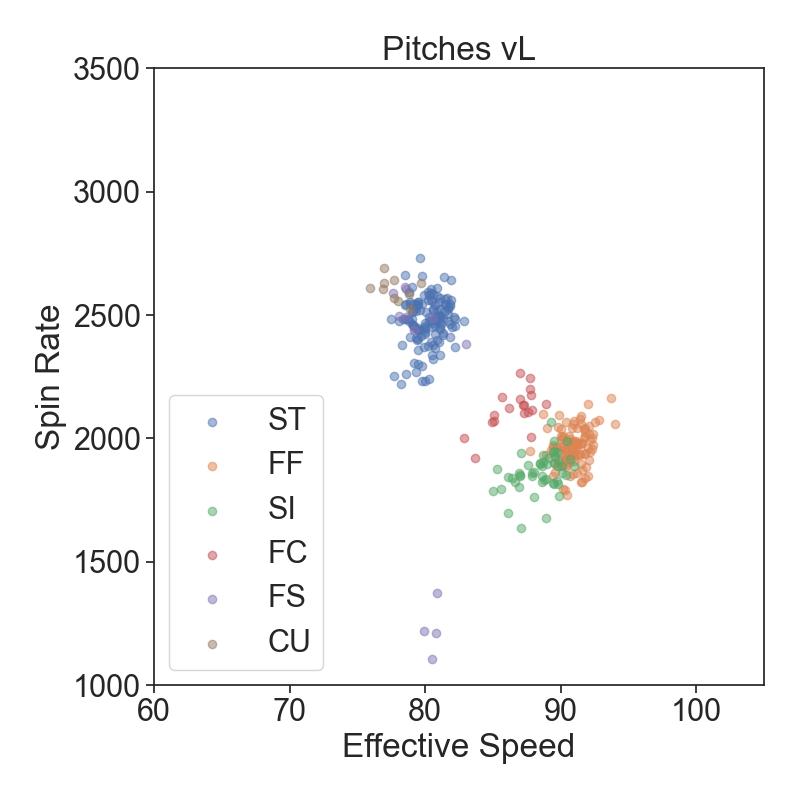 Pitches vL
3500
3000
2500
2000
1500
1000
Spin Rate
ST
FF
SI
FC
FS
CU
60
70
80
90
100
Effective Speed